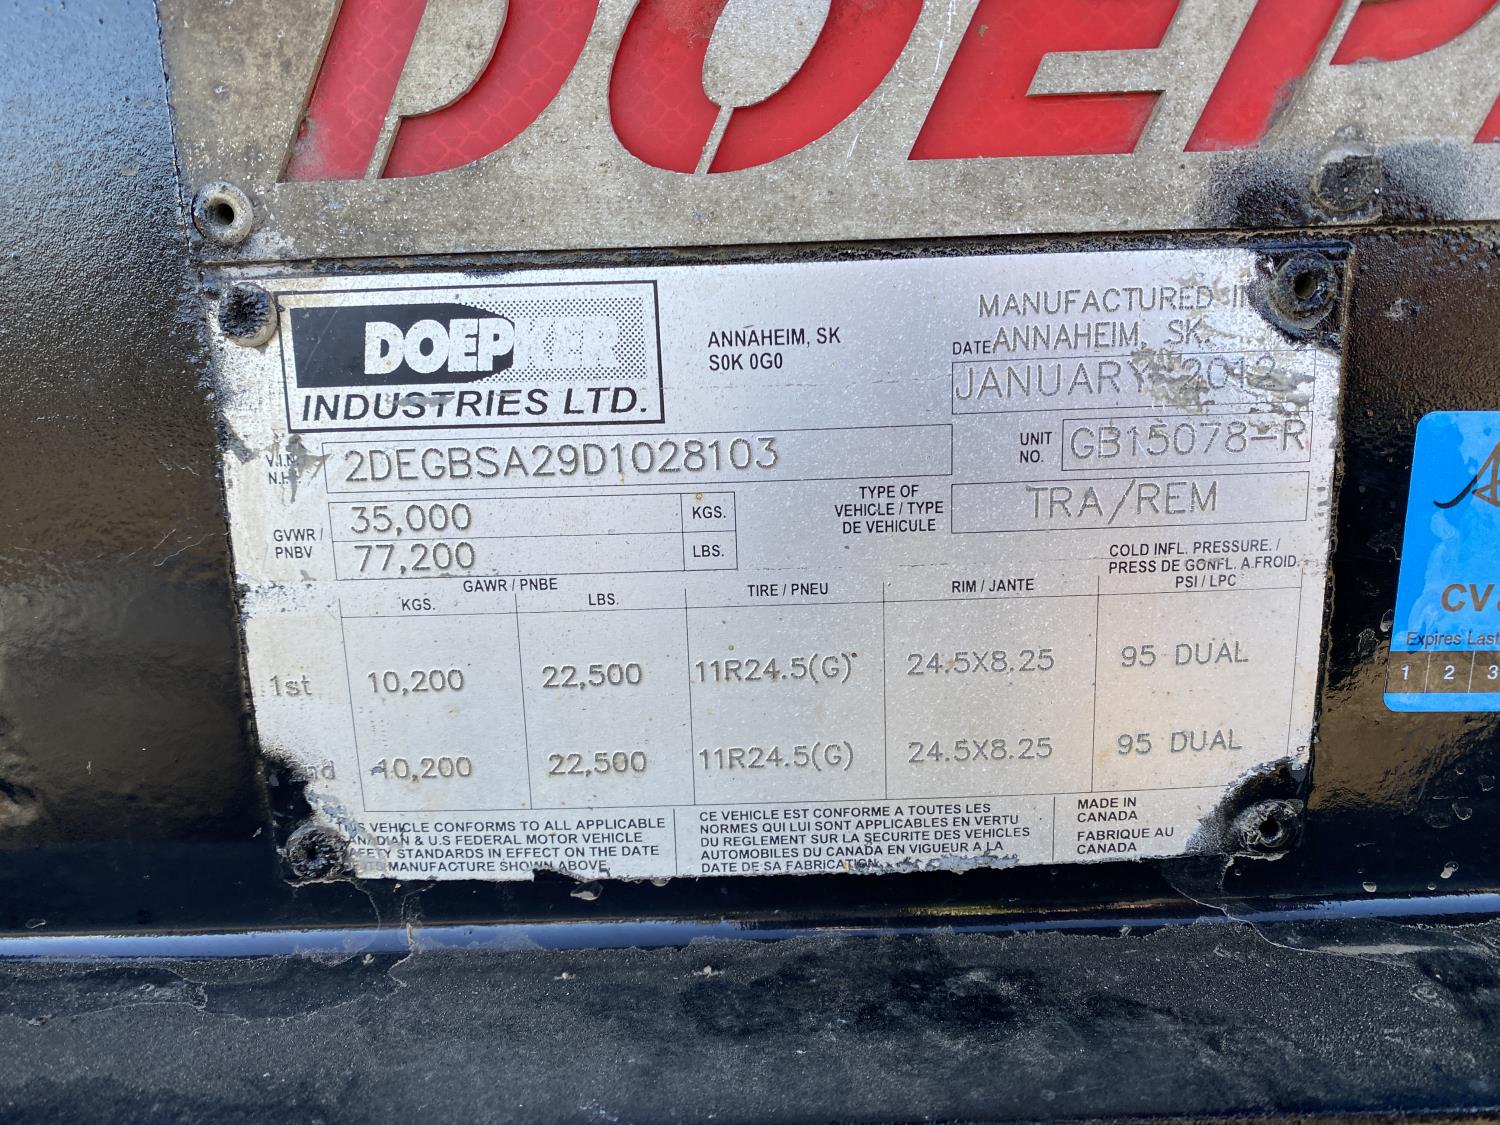 DOEP
DOEPKER
INDUSTRIES LTD.
ANNAHEIM, SK
S0K 0G0
MANUFACTURED IN
ANNAHEIM, SK.
DATE
JANUARY 2012
V.I.N.
N.I.
2DEGBSA29D1028103
UNIT
NO.
GB15078-R
GVWR /
PNBV
35,000 KGS.
77,200 LBS.
TYPE OF
VEHICLE / TYPE
DE VEHICULE
TRA/REM
GAWR / PNBE
KGS. LBS.
TIRE / PNEU
RIM / JANTE
COLD INFL. PRESSURE. /
PRESS DE GONFL. A.FROID.
PSI / LPC
1st 10,200 22,500 11R24.5(G) 24.5X8.25 95 DUAL
nd 10,200 22,500 11R24.5(G) 24.5X8.25 95 DUAL
VEHICLE CONFORMS TO ALL APPLICABLE
& U.S FEDERAL MOTOR VEHICLE
STANDARDS IN EFFECT ON THE DATE
MANUFACTURE SHOWN ABOVE
CE VEHICLE EST CONFORME A TOUTES LES
NORMES QUI LUI SONT APPLICABLES EN VERTU
DU REGLEMENT SUR LA SECURITE DES VEHICLES
AUTOMOBILES DU CANADA EN VIGUEUR A LA
DATE DE SA FABRICATION
MADE IN
CANADA
FABRIQUE AU
CANADA
CV
Expires Last
1 2 3